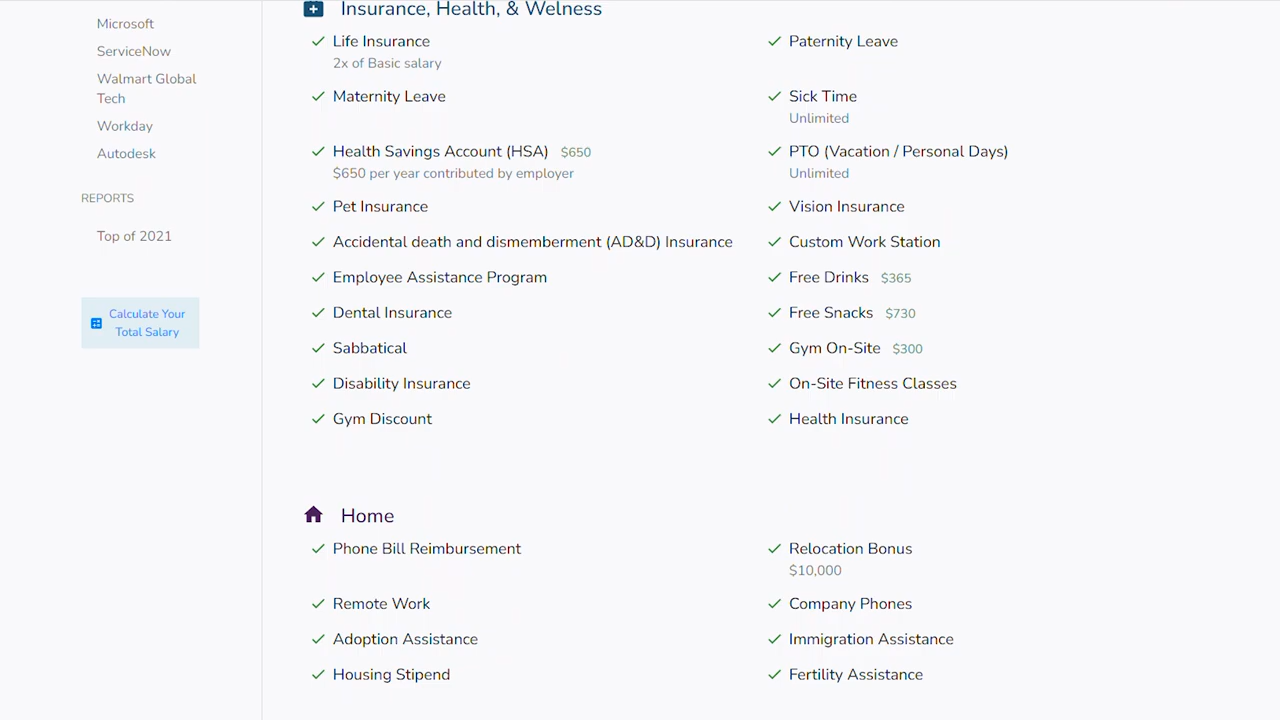 Microsoft
ServiceNow
Walmart Global
Tech
Workday
Autodesk
REPORTS
Top of 2021
Calculate Your
Total Salary
Insurance, Health, & Welness
Life Insurance
2x of Basic salary
Paternity Leave
Maternity Leave
Sick Time
Unlimited
Health Savings Account (HSA) $650
$650 per year contributed by employer
PTO (Vacation / Personal Days)
Unlimited
Pet Insurance
Vision Insurance
Accidental death and dismemberment (AD&D) Insurance
Custom Work Station
Employee Assistance Program
Free Drinks $365
Dental Insurance
Free Snacks $730
Sabbatical
Gym On-Site $300
Disability Insurance
On-Site Fitness Classes
Gym Discount
Health Insurance
Home
Phone Bill Reimbursement
Relocation Bonus
$10,000
Remote Work
Company Phones
Adoption Assistance
Immigration Assistance
Housing Stipend
Fertility Assistance